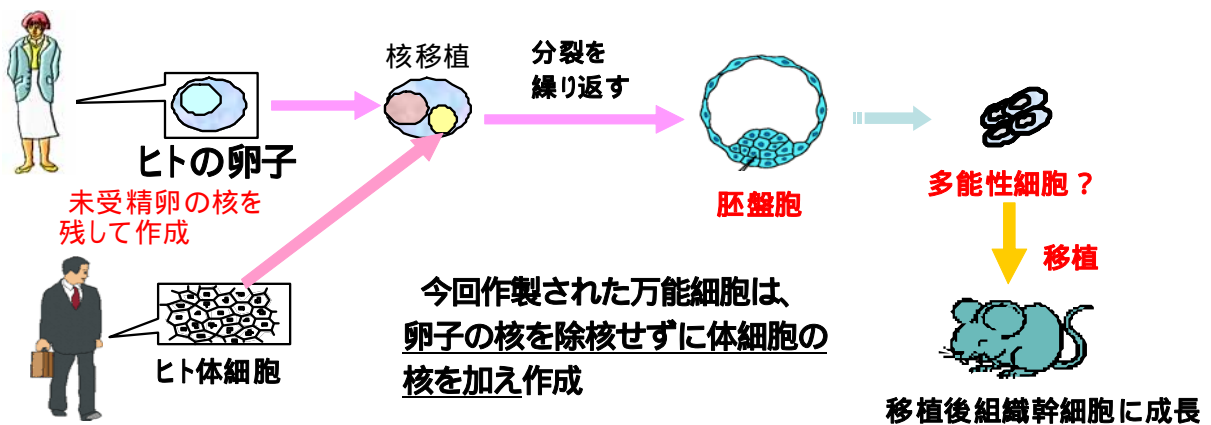 核移植
分裂を
繰り返す
ヒトの卵子
未受精卵の核を
残して作成
胚盤胞
多能性細胞？
移植
ヒト体細胞
今回作製された万能細胞は、
卵子の核を除核せずに体細胞の
核を加え作成
移植後組織幹細胞に成長